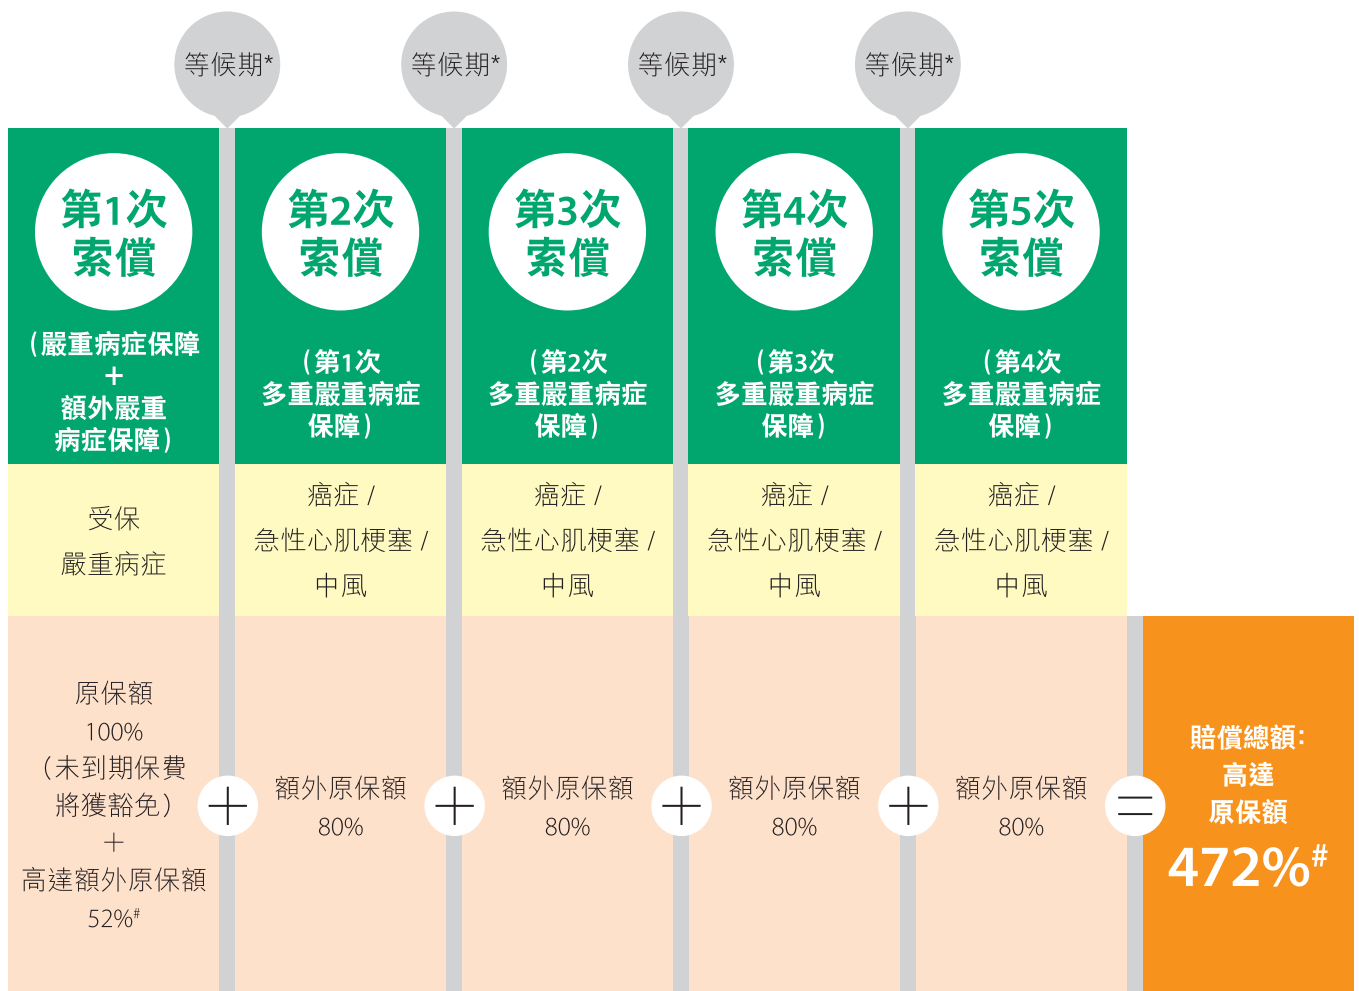 等候期*
等候期*
等候期*
等候期*
第1次
索償
(嚴重病症保障
+
額外嚴重
病症保障)
第2次
索償
(第1次
多重嚴重病症
保障)
第3次
索償
(第2次
多重嚴重病症
保障)
第4次
索償
(第3次
多重嚴重病症
保障)
第5次
索償
(第4次
多重嚴重病症
保障)
受保
嚴重病症
癌症 /
急性心肌梗塞 /
中風
癌症 /
急性心肌梗塞 /
中風
癌症 /
急性心肌梗塞 /
中風
癌症 /
急性心肌梗塞 /
中風
原保額
100%
(未到期保費
將獲豁免)
+
高達額外原保額
52%#
+
額外原保額
80%
+
額外原保額
80%
+
額外原保額
80%
+
額外原保額
80%
=
賠償總額:
高達
原保額
472%#